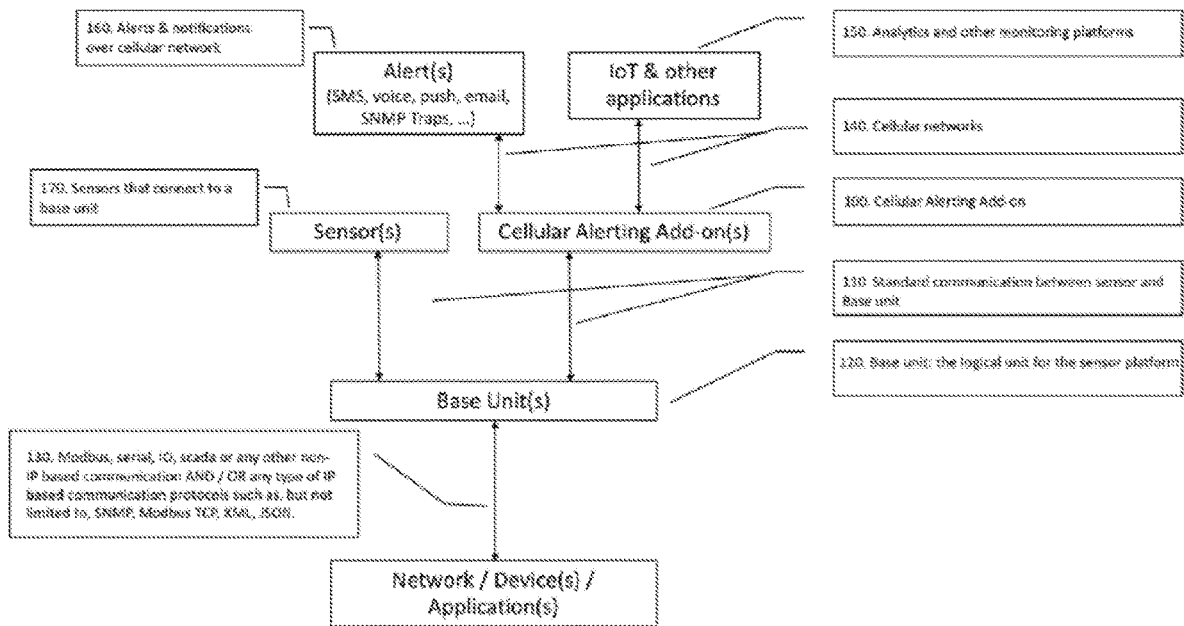 160. Alerts & notifications
over cellular network
Alert(s)
(SMS, voice, push, email,
SNMP Traps, ...)
IoT & other
applications
150. Analytics and other monitoring platforms
140. Cellular networks
170. Sensors that connect to a
base unit
100. Cellular Alerting Add-on
Sensor(s)
Cellular Alerting Add-on(s)
110. Standard communication between sensor and
Base unit
120. Base unit: the logical unit for the sensor platform
Base Unit(s)
130. Modbus, serial, IO, scada or any other non-
IP based communication AND / OR any type of IP
based communication protocols such as, but not
limited to, SNMP, Modbus TCP, XML, JSON.
Network / Device(s) /
Application(s)